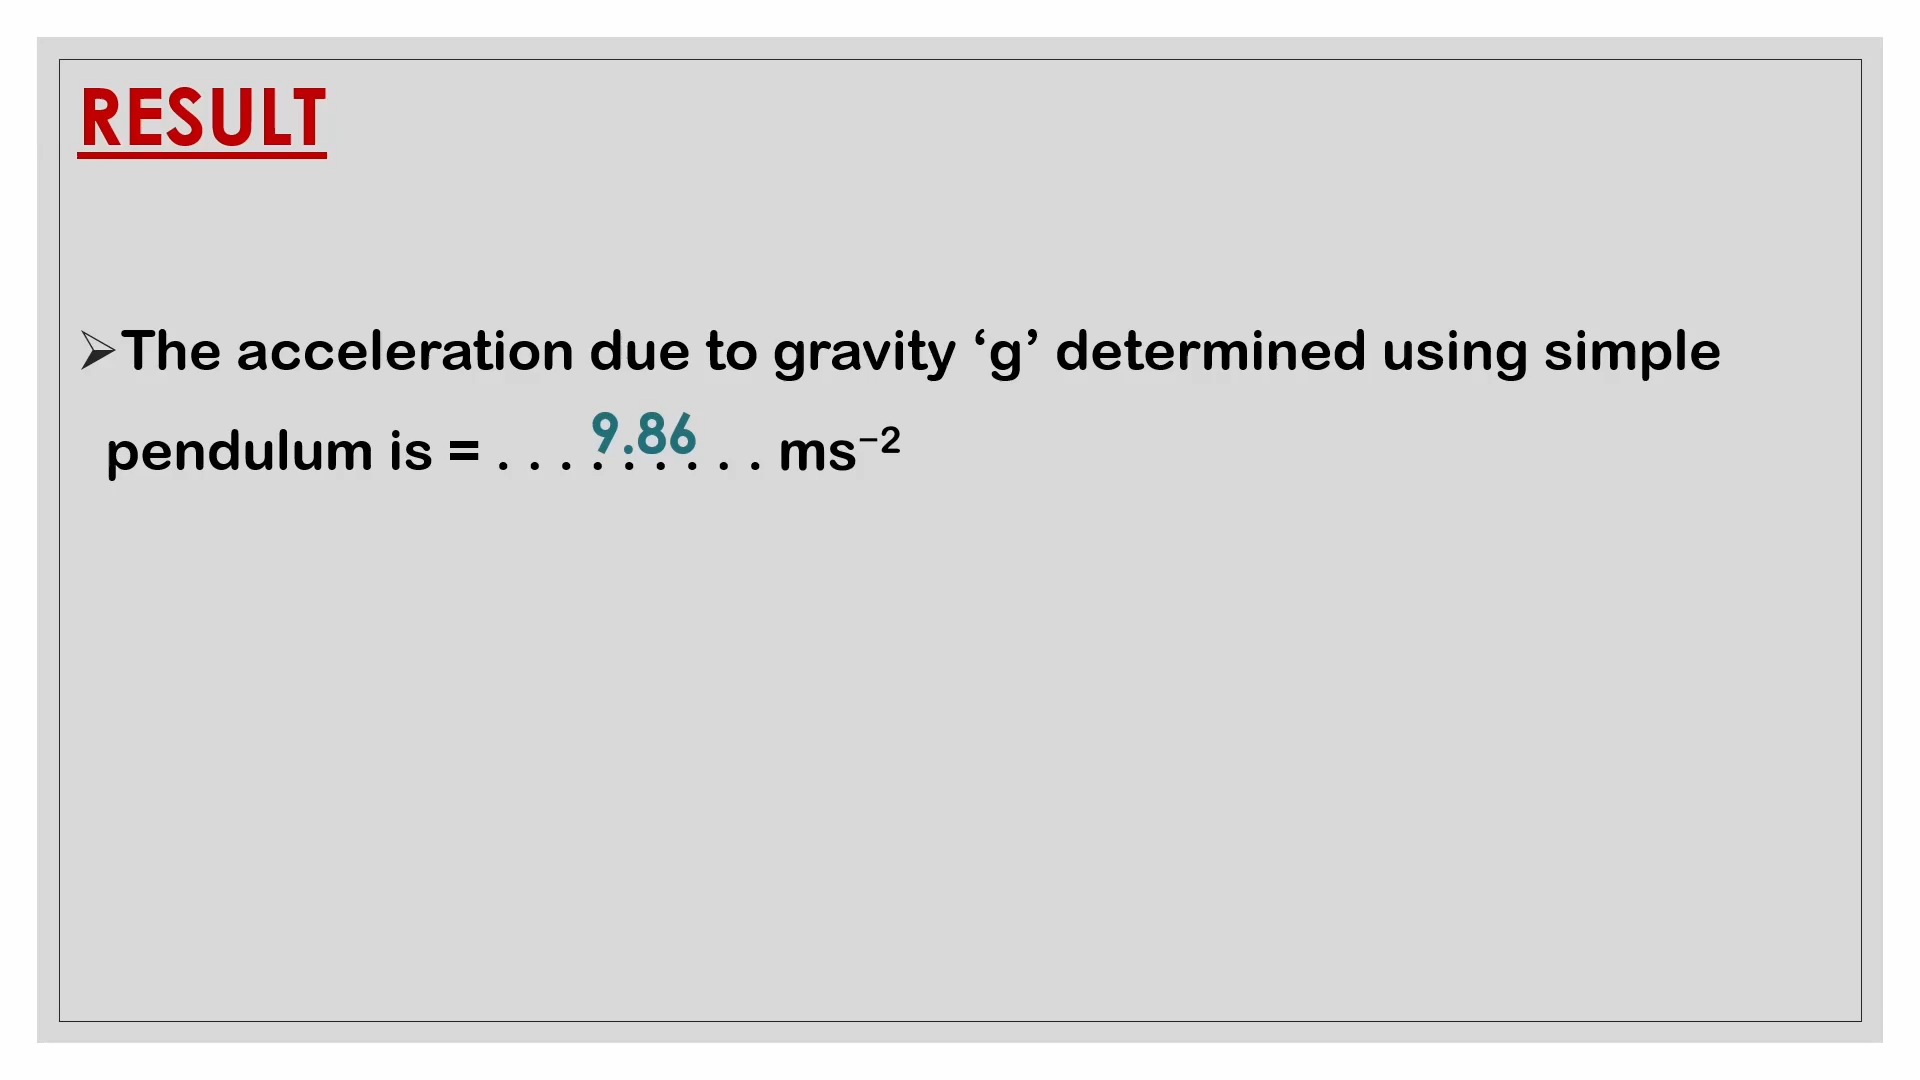 RESULT
➢The acceleration due to gravity ‘g’ determined using simple
pendulum is = . . . 9.86 . . . ms⁻²